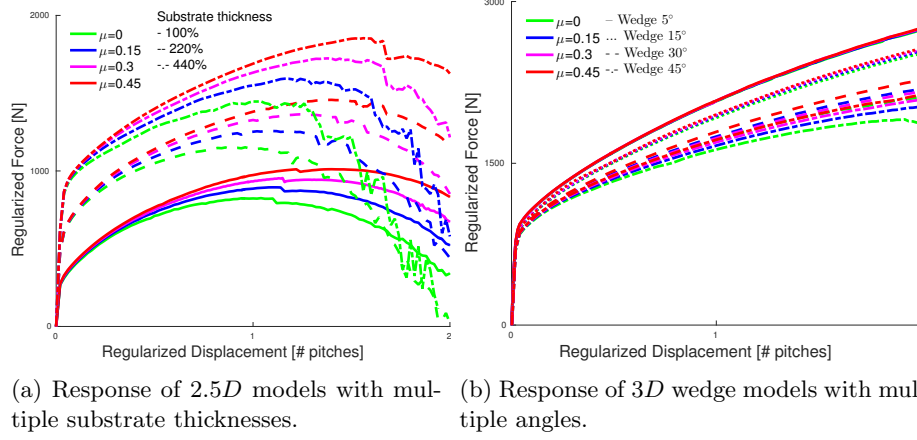 2000
1000
0
0
1
2
Regularized Force [N]
Regularized Displacement [# pitches]
μ=0
μ=0.15
μ=0.3
μ=0.45
Substrate thickness
- 100%
-- 220%
-.- 440%
3000
1500
0
0
1
Regularized Force [N]
Regularized Displacement [# pitches]
μ=0
μ=0.15
μ=0.3
μ=0.45
– Wedge 5°
... Wedge 15°
- - Wedge 30°
-.- Wedge 45°
(a) Response of 2.5D models with mul-
tiple substrate thicknesses.
(b) Response of 3D wedge models with mul
tiple angles.